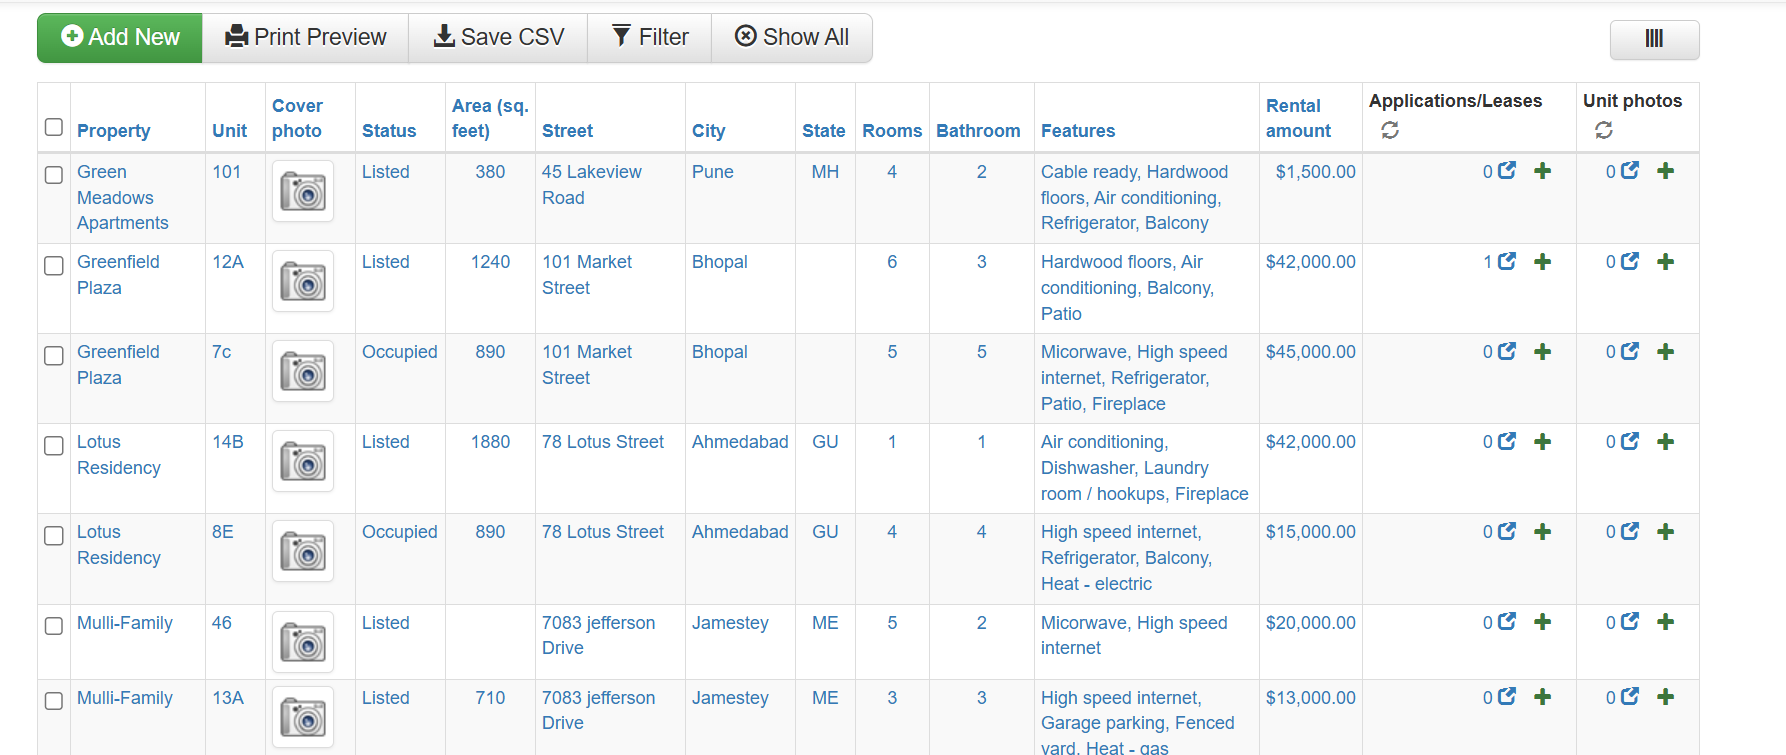 Add New Print Preview Save CSV Filter Show All
Property Unit Cover photo Status Area (sq. feet) Street City State Rooms Bathroom Features Rental amount Applications/Leases Unit photos
Green Meadows Apartments 101 Listed 380 45 Lakeview Road Pune MH 4 2 Cable ready, Hardwood floors, Air conditioning, Refrigerator, Balcony $1,500.00 0 0
Greenfield Plaza 12A Listed 1240 101 Market Street Bhopal 6 3 Hardwood floors, Air conditioning, Balcony, Patio $42,000.00 1 0
Greenfield Plaza 7c Occupied 890 101 Market Street Bhopal 5 5 Micorwave, High speed internet, Refrigerator, Patio, Fireplace $45,000.00 0 0
Lotus Residency 14B Listed 1880 78 Lotus Street Ahmedabad GU 1 1 Air conditioning, Dishwasher, Laundry room / hookups, Fireplace $42,000.00 0 0
Lotus Residency 8E Occupied 890 78 Lotus Street Ahmedabad GU 4 4 High speed internet, Refrigerator, Balcony, Heat - electric $15,000.00 0 0
Mulli-Family 46 Listed 7083 jefferson Drive Jamestey ME 5 2 Micorwave, High speed internet $20,000.00 0 0
Mulli-Family 13A Listed 710 7083 jefferson Drive Jamestey ME 3 3 High speed internet, Garage parking, Fenced yard, Heat - gas $13,000.00 0 0